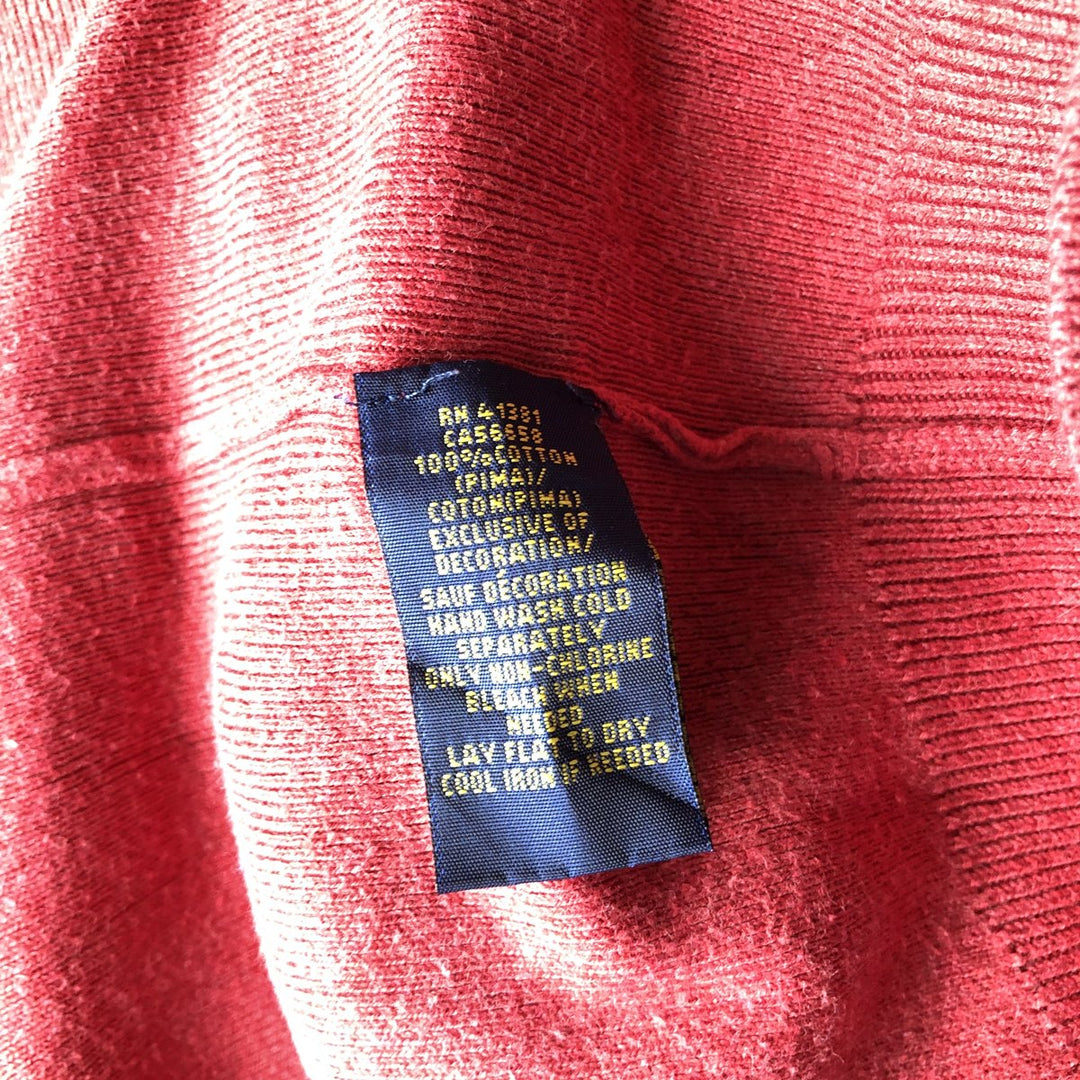 RN 41381
CA56658
100% COTTON
(PIMA)/
COTON(PIMA)
EXCLUSIVE OF
DECORATION/
SAUF DÉCORATION
HAND WASH COLD
SEPARATELY
ONLY NON-CHLORINE
BLEACH WHEN
NEEDED
LAY FLAT TO DRY
COOL IRON IF NEEDED